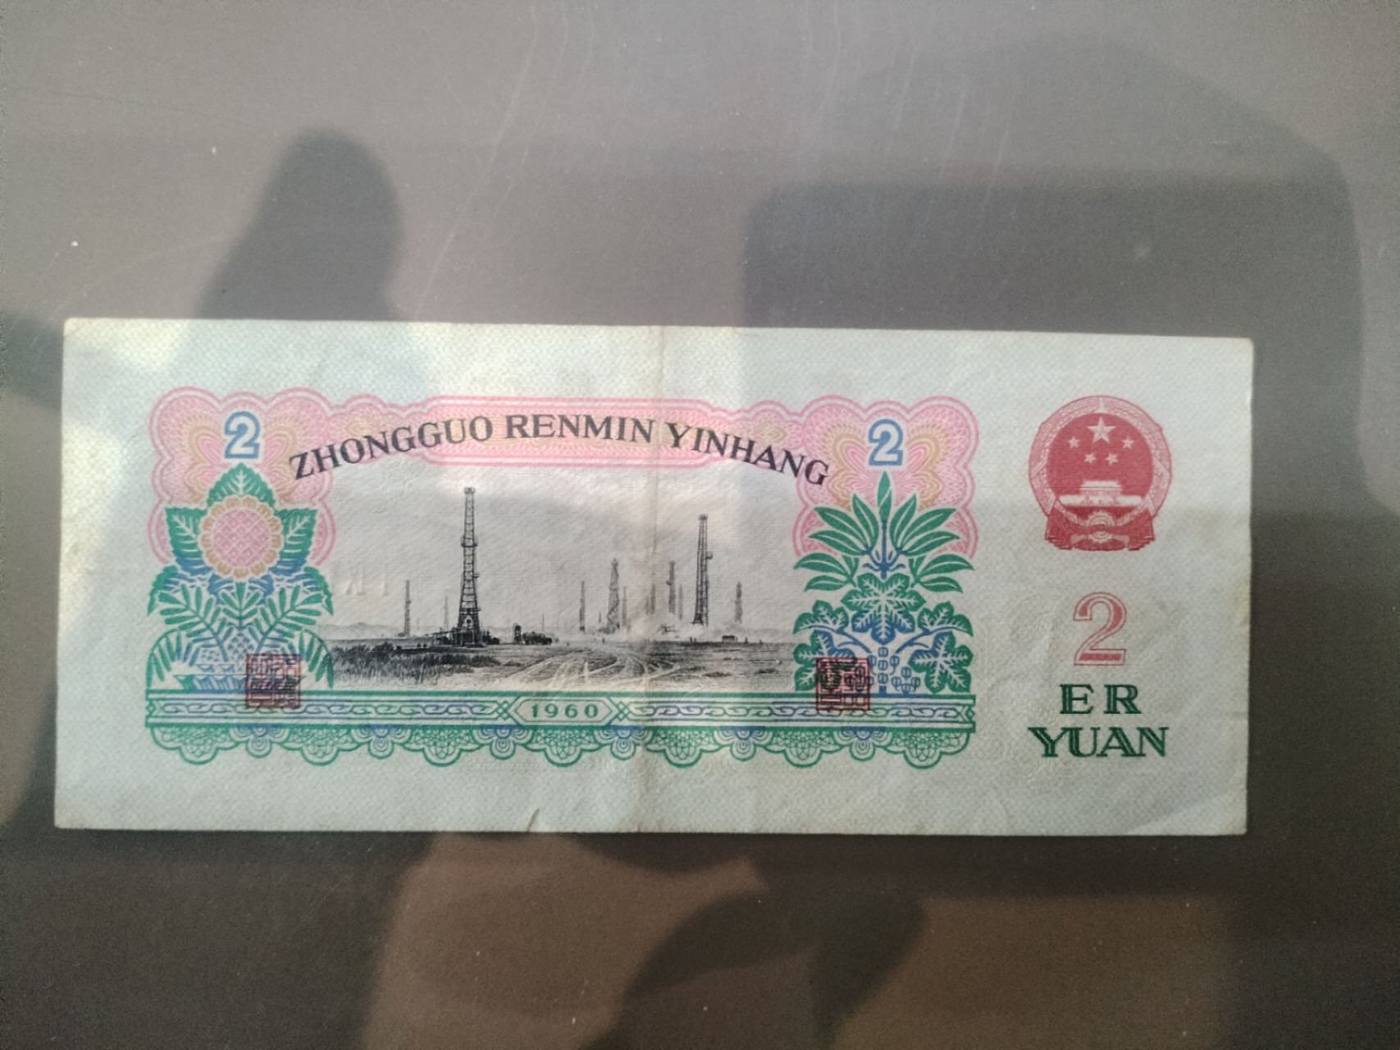 ZHONGGUO RENMIN YINHANG
2
2
1960
2
ER
YUAN